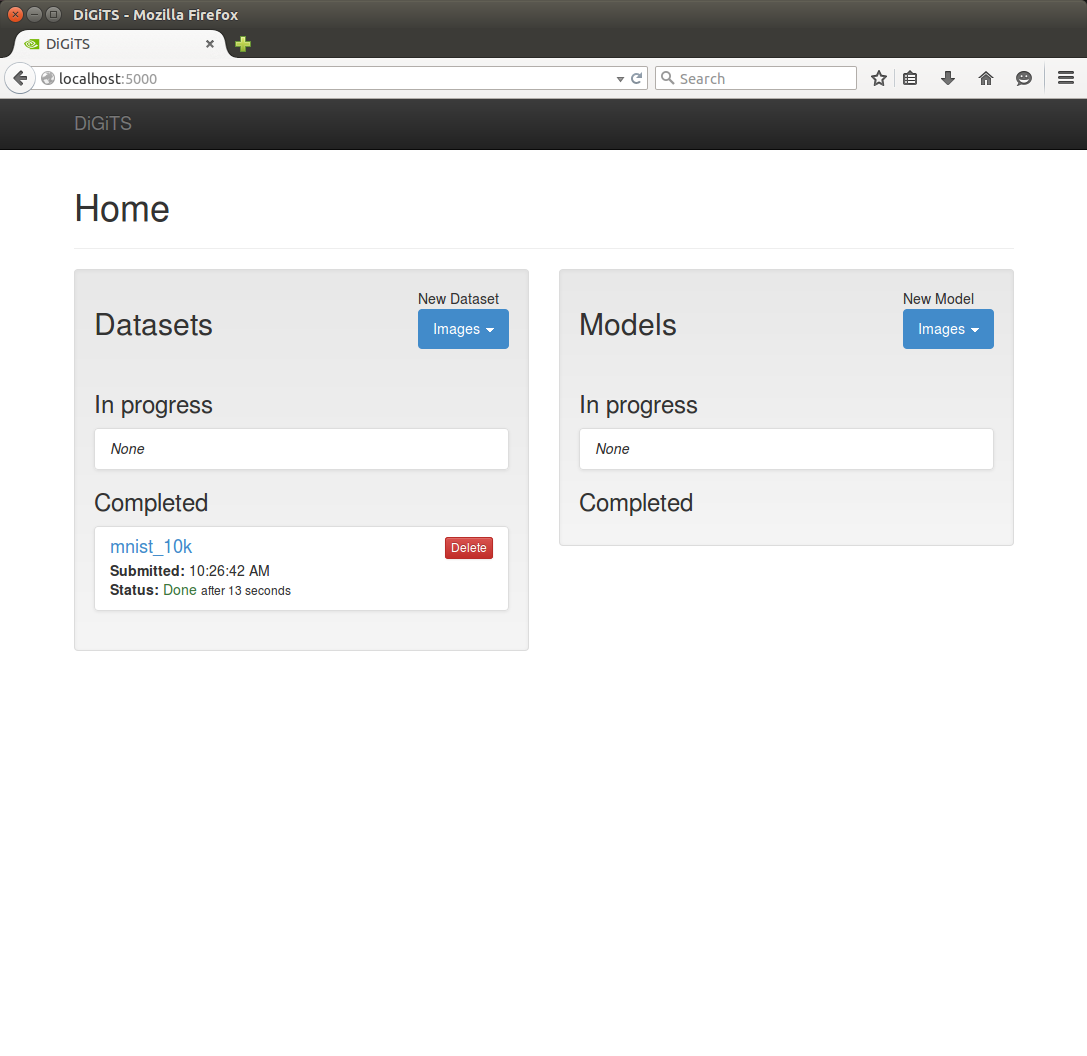 DiGiTS - Mozilla Firefox
DiGiTS
localhost:5000
Search
DiGiTS
Home
Datasets
New Dataset
Images
In progress
None
Completed
mnist_10k
Delete
Submitted: 10:26:42 AM
Status: Done after 13 seconds
Models
New Model
Images
In progress
None
Completed